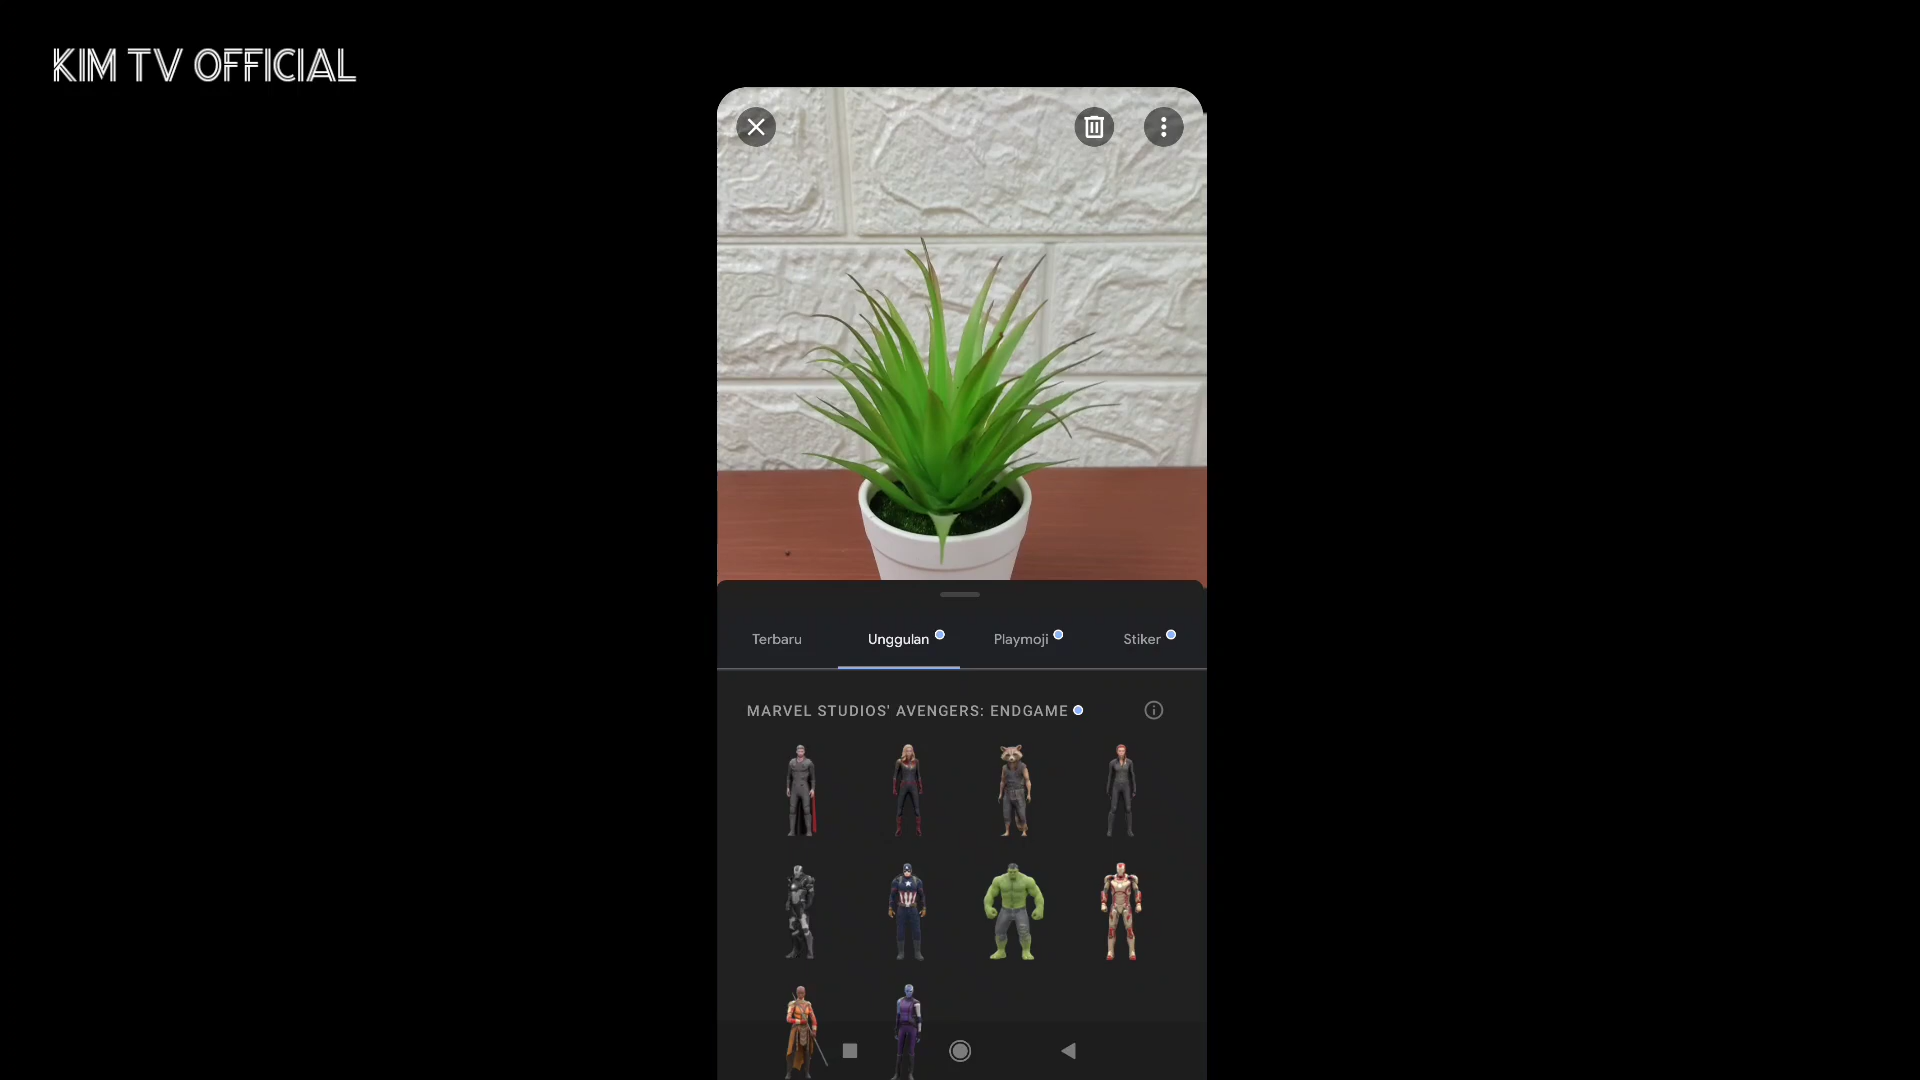 KIM TV OFFICIAL
Terbaru Unggulan Playmoji Stiker
MARVEL STUDIOS' AVENGERS: ENDGAME